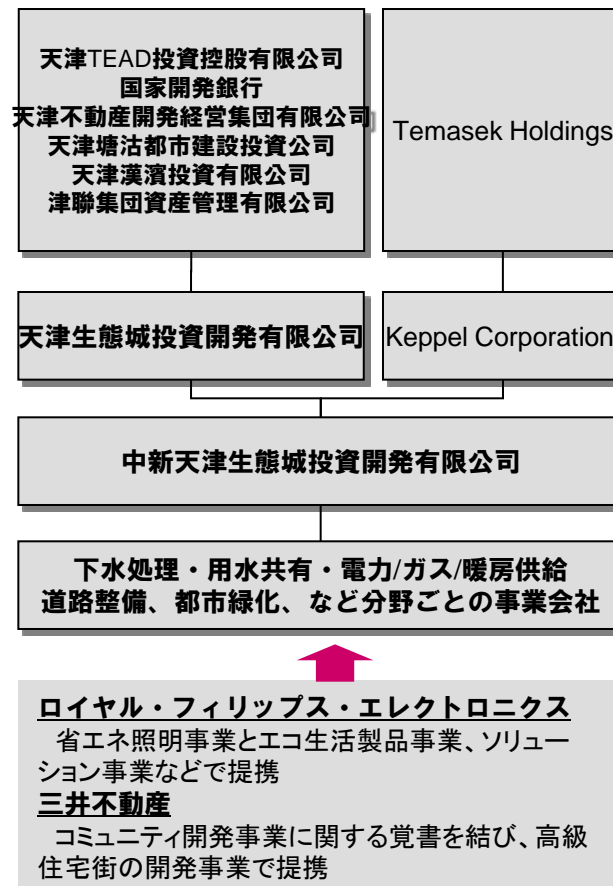 天津TEAD投資控股有限公司
国家開発銀行
天津不動産開発経営集団有限公司
天津塘沽都市建設投資公司
天津漢濱投資有限公司
津聯集団資産管理有限公司
Temasek Holdings
天津生態城投資開発有限公司
Keppel Corporation
中新天津生態城投資開発有限公司
下水処理・用水共有・電力/ガス/暖房供給
道路整備、都市緑化、など分野ごとの事業会社
ロイヤル・フィリップス・エレクトロニクス
省エネ照明事業とエコ生活製品事業、ソリュー
ション事業などで提携
三井不動産
コミュニティ開発事業に関する覚書を結び、高級
住宅街の開発事業で提携